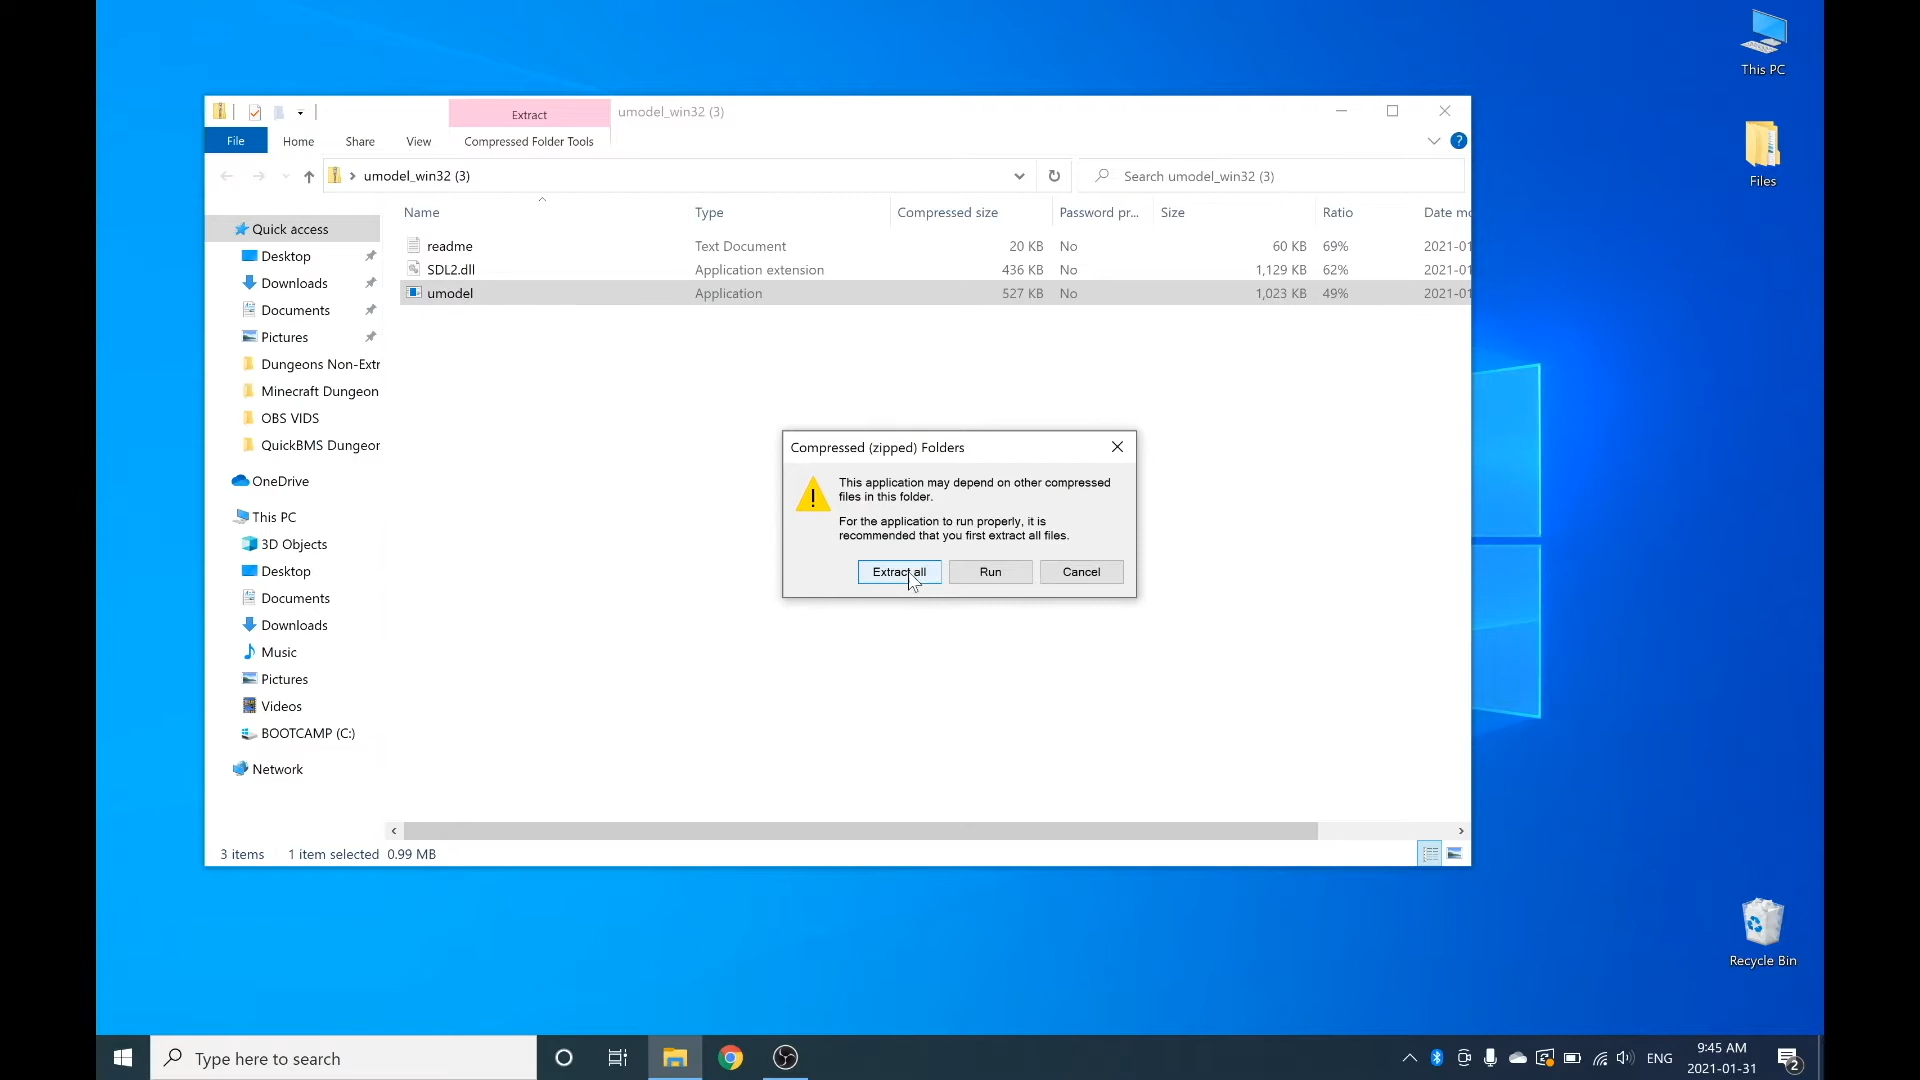 This PC
Files
Extract
umodel_win32 (3)
File
Home
Share
View
Compressed Folder Tools
?
umodel_win32 (3)
Search umodel_win32 (3)
Name
Type
Compressed size
Password pr...
Size
Ratio
Date mo
readme
Text Document
20 KB
No
60 KB
69%
2021-01
SDL2.dll
Application extension
436 KB
No
1,129 KB
62%
2021-01
umodel
Application
527 KB
No
1,023 KB
49%
2021-01
Quick access
Desktop
Downloads
Documents
Pictures
Dungeons Non-Extr
Minecraft Dungeon
OBS VIDS
QuickBMS Dungeor
OneDrive
This PC
3D Objects
Desktop
Documents
Downloads
Music
Pictures
Videos
BOOTCAMP (C:)
Network
Compressed (zipped) Folders
This application may depend on other compressed
files in this folder.
For the application to run properly, it is
recommended that you first extract all files.
Extract all
Run
Cancel
3 items
1 item selected 0.99 MB
Recycle Bin
Type here to search
ENG
9:45 AM
2021-01-31
2